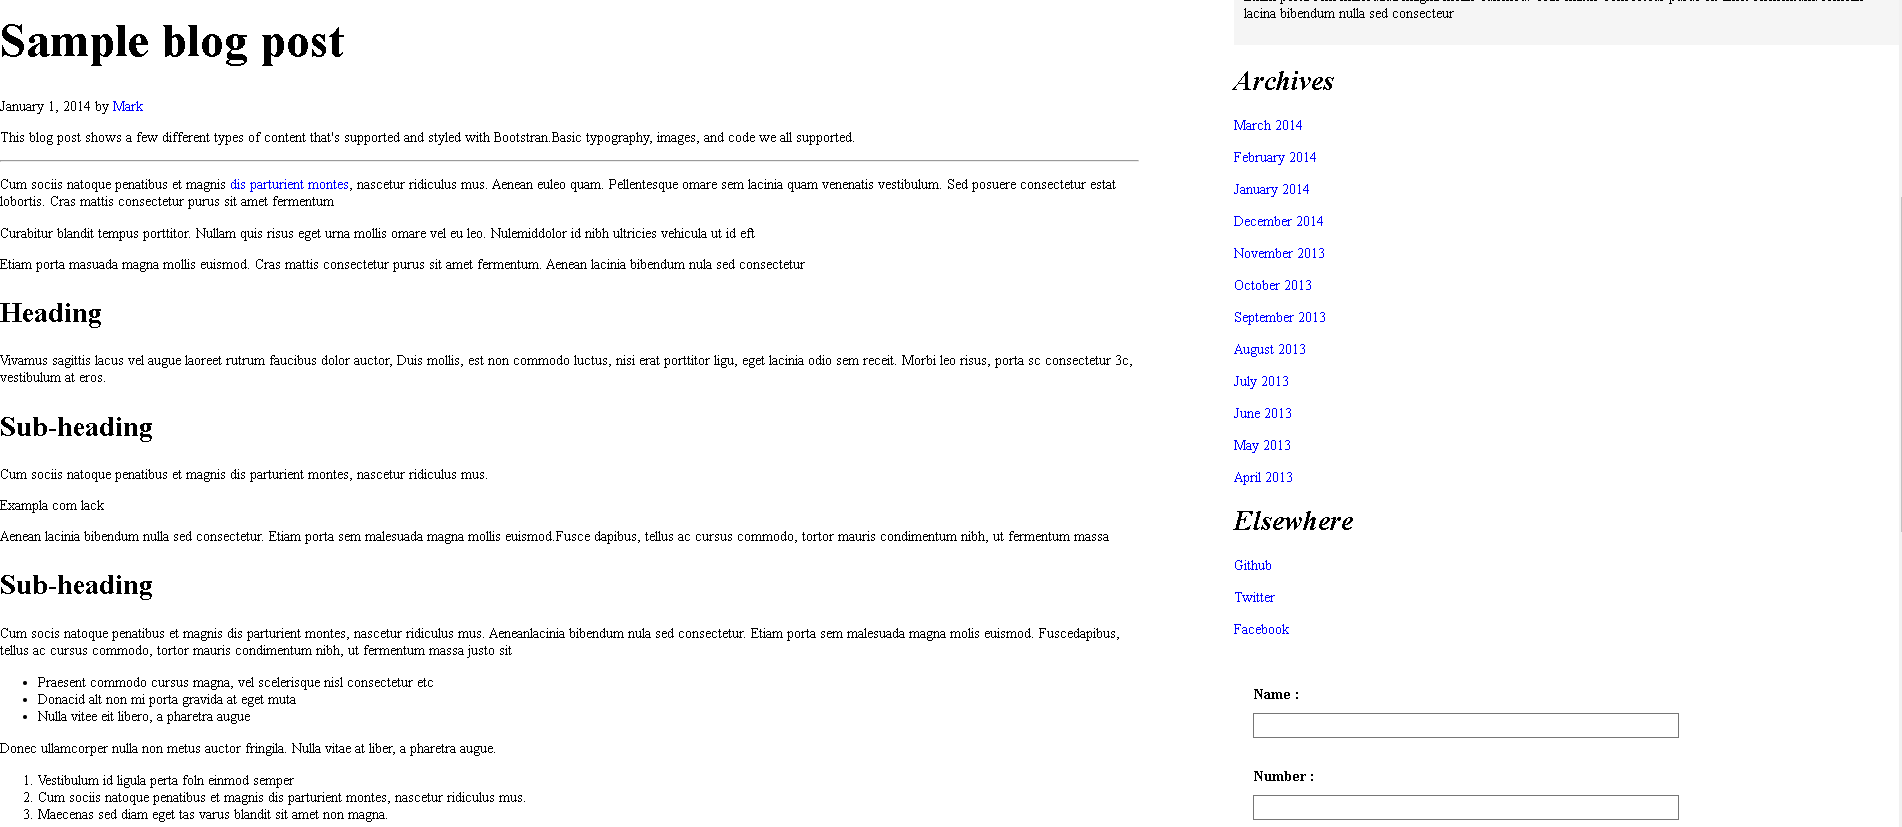 Sample blog post
January 1, 2014 by Mark
This blog post shows a few different types of content that's supported and styled with Bootstran.Basic typography, images, and code we all supported.
Cum sociis natoque penatibus et magnis dis parturient montes, nascetur ridiculus mus. Aenean euleo quam. Pellentesque omare sem lacinia quam venenatis vestibulum. Sed posuere consectetur estat
lobortis. Cras mattis consectetur purus sit amet fermentum
Curabitur blandit tempus porttitor. Nullam quis risus eget urna mollis omare vel eu leo. Nulemiddolor id nibh ultricies vehicula ut id eft
Etiam porta masuada magna mollis euismod. Cras mattis consectetur purus sit amet fermentum. Aenean lacinia bibendum nula sed consectetur
Heading
Vivamus sagittis lacus vel augue laoreet rutrum faucibus dolor auctor, Duis mollis, est non commodo luctus, nisi erat porttitor ligu, eget lacinia odio sem receit. Morbi leo risus, porta sc consectetur 3c,
vestibulum at eros.
Sub-heading
Cum sociis natoque penatibus et magnis dis parturient montes, nascetur ridiculus mus.
Exampla com lack
Aenean lacinia bibendum nulla sed consectetur. Etiam porta sem malesuada magna mollis euismod.Fusce dapibus, tellus ac cursus commodo, tortor mauris condimentum nibh, ut fermentum massa
Sub-heading
Cum socis natoque penatibus et magnis dis parturient montes, nascetur ridiculus mus. Aeneanlacinia bibendum nula sed consectetur. Etiam porta sem malesuada magna molis euismod. Fuscedapibus,
tellus ac cursus commodo, tortor mauris condimentum nibh, ut fermentum massa justo sit
• Praesent commodo cursus magna, vel scelerisque nisl consectetur etc
• Donacid alt non mi porta gravida at eget muta
• Nulla vitee eit libero, a pharetra augue
Donec ullamcorper nulla non metus auctor fringila. Nulla vitae at liber, a pharetra augue.
1. Vestibulum id ligula perta foln einmod semper
2. Cum sociis natoque penatibus et magnis dis parturient montes, nascetur ridiculus mus.
3. Maecenas sed diam eget tas varus blandit sit amet non magna.
lacina bibendum nulla sed consecteur
Archives
March 2014
February 2014
January 2014
December 2014
November 2013
October 2013
September 2013
August 2013
July 2013
June 2013
May 2013
April 2013
Elsewhere
Github
Twitter
Facebook
Name :
Number :